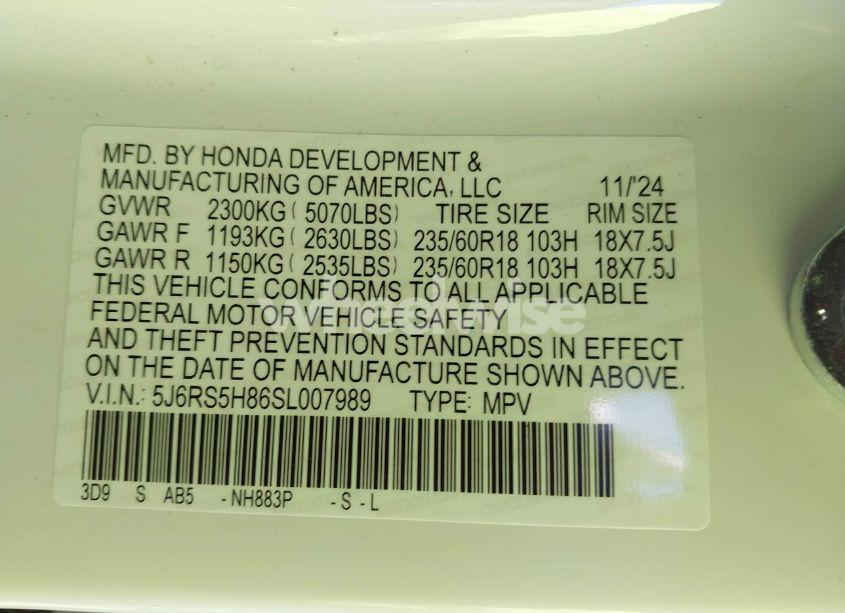 MFD. BY HONDA DEVELOPMENT &
MANUFACTURING OF AMERICA, LLC 11/'24
GVWR 2300KG ( 5070LBS) TIRE SIZE RIM SIZE
GAWR F 1193KG ( 2630LBS) 235/60R18 103H 18X7.5J
GAWR R 1150KG ( 2535LBS) 235/60R18 103H 18X7.5J
THIS VEHICLE CONFORMS TO ALL APPLICABLE
FEDERAL MOTOR VEHICLE SAFETY
AND THEFT PREVENTION STANDARDS IN EFFECT
ON THE DATE OF MANUFACTURE SHOWN ABOVE.
V.I.N.: 5J6RS5H86SL007989 TYPE: MPV
3D9 S AB5 -NH883P -S-L